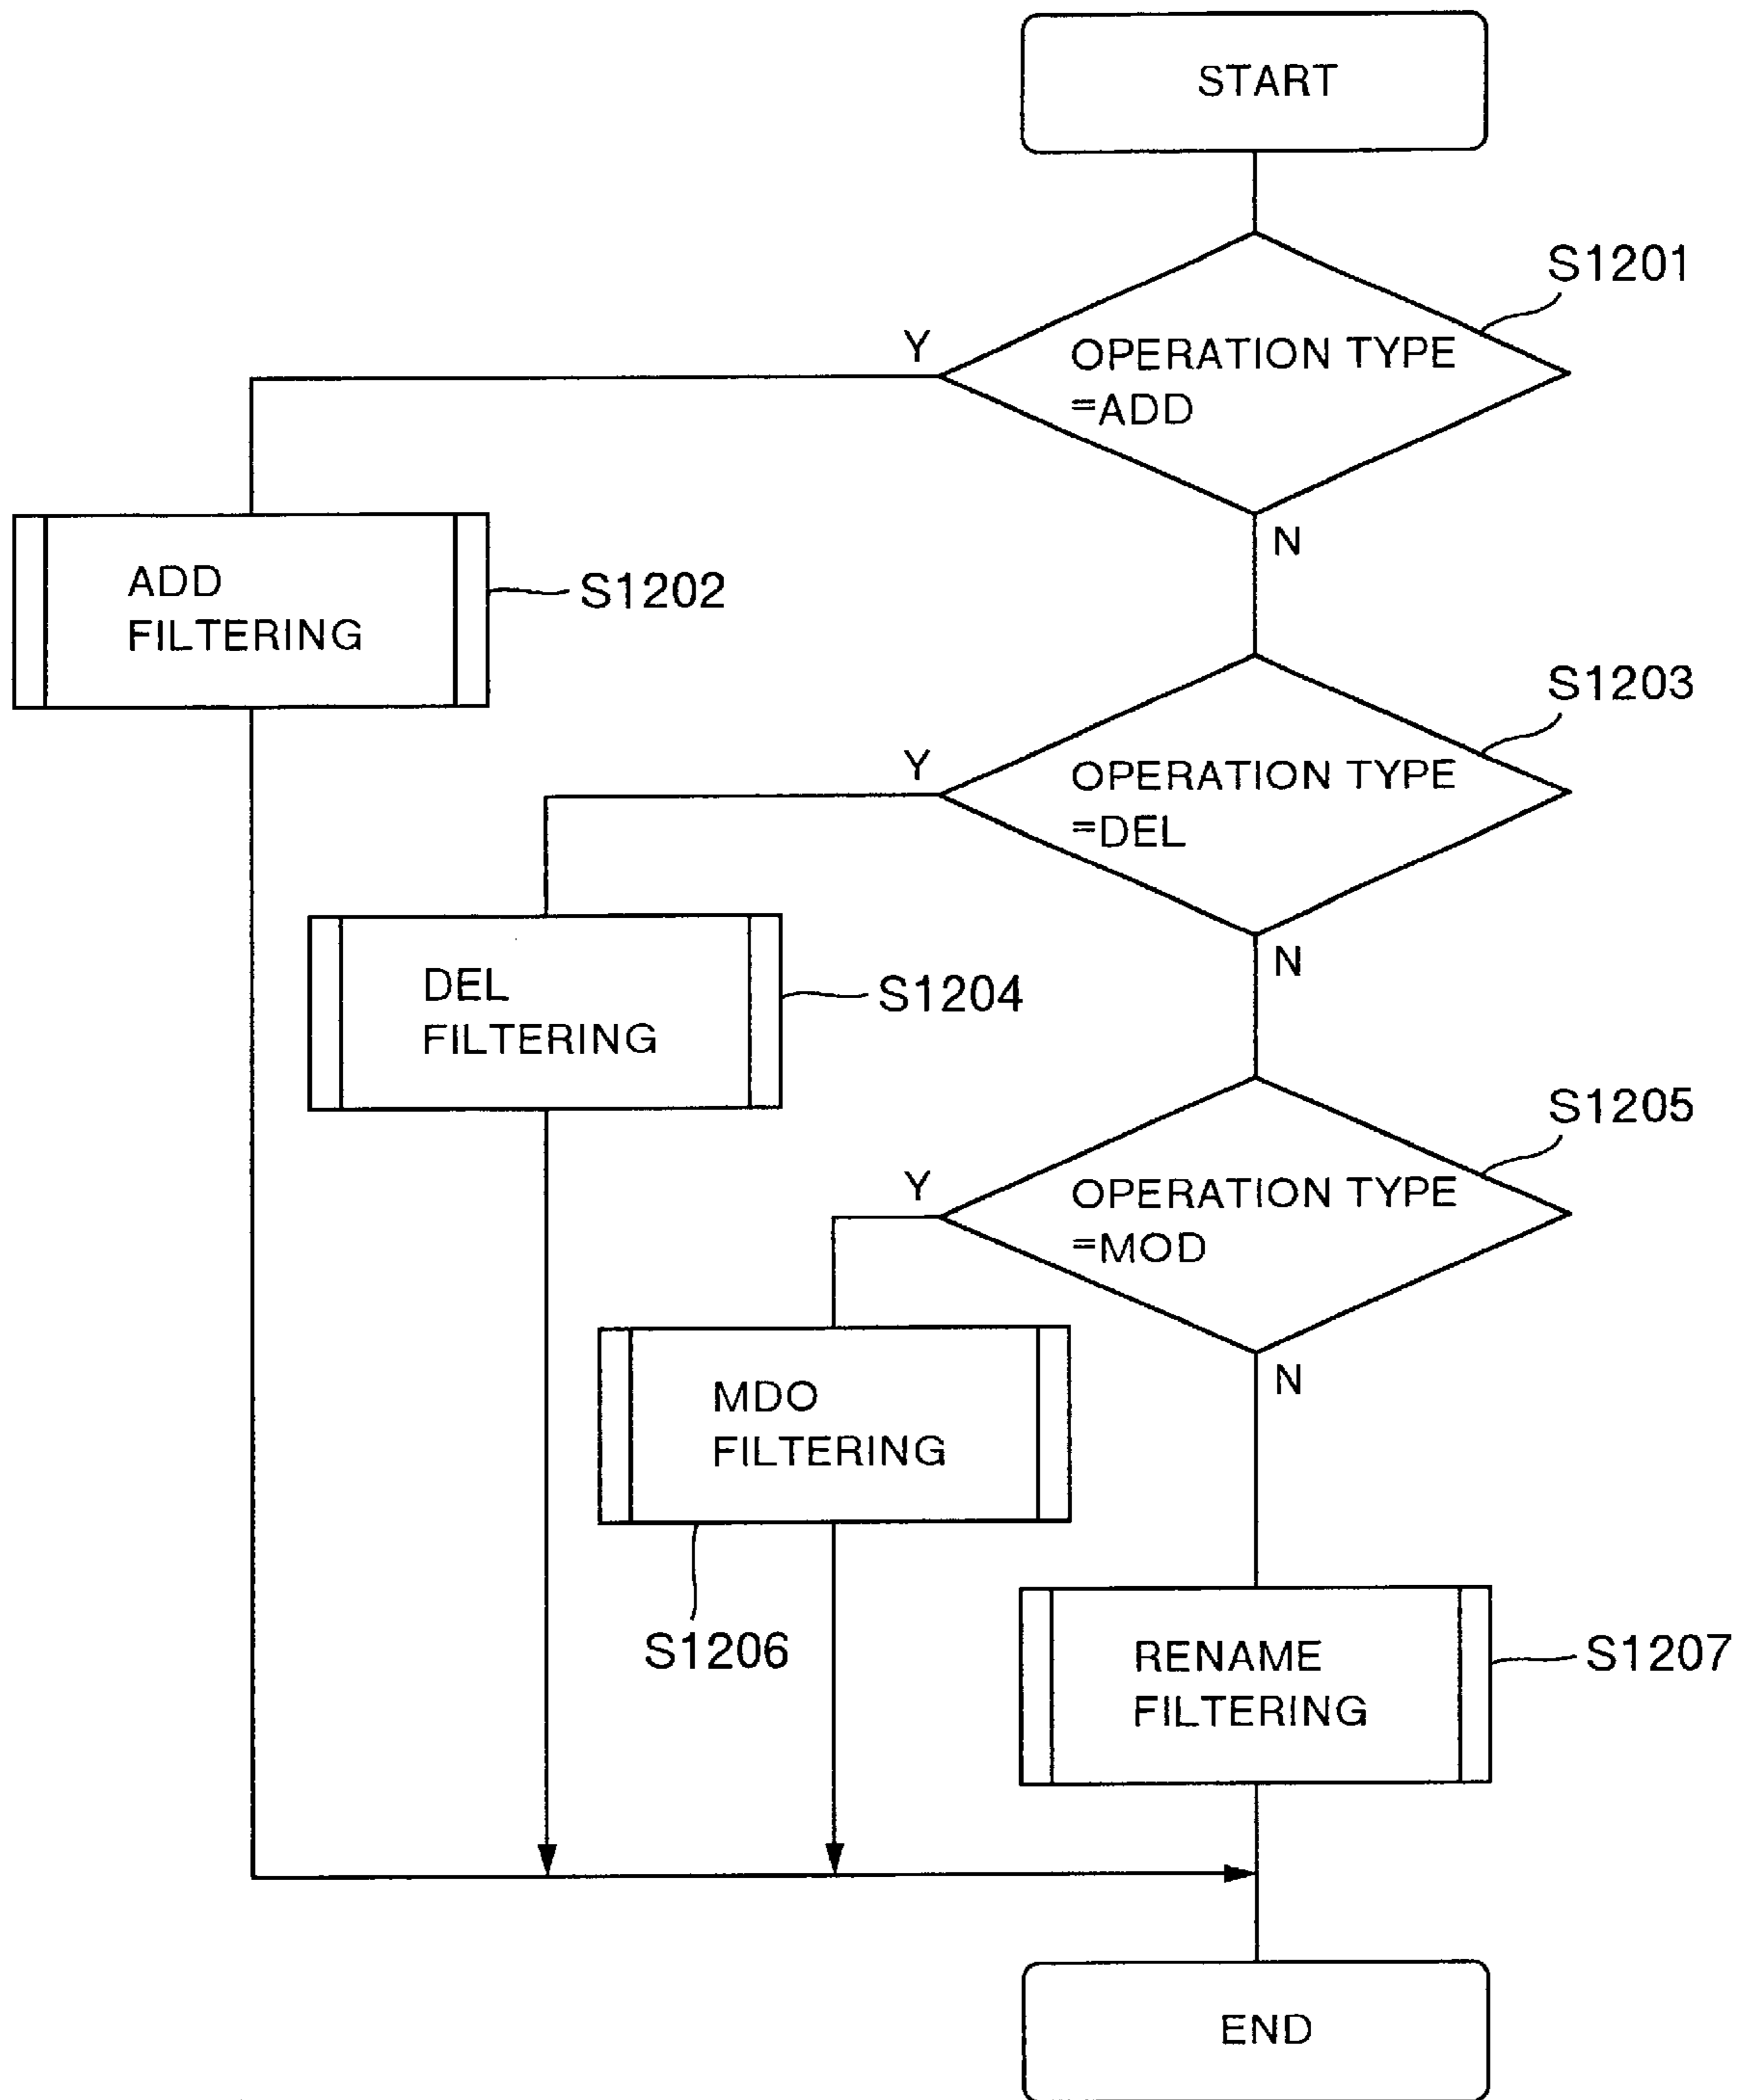 START
S1201
Y
OPERATION TYPE
=ADD
N
ADD
FILTERING
S1202
S1203
Y
OPERATION TYPE
=DEL
N
DEL
FILTERING
S1204
S1205
Y
OPERATION TYPE
=MOD
N
MDO
FILTERING
S1206
RENAME
FILTERING
S1207
END